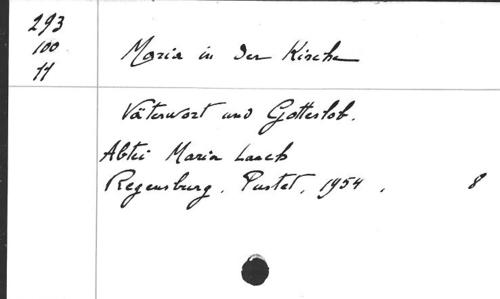 293
100
11
Maria in der Kirche
Väterwort und Gotteslob.
Abtei Maria Laach
Regensburg, Pustet, 1954, 8